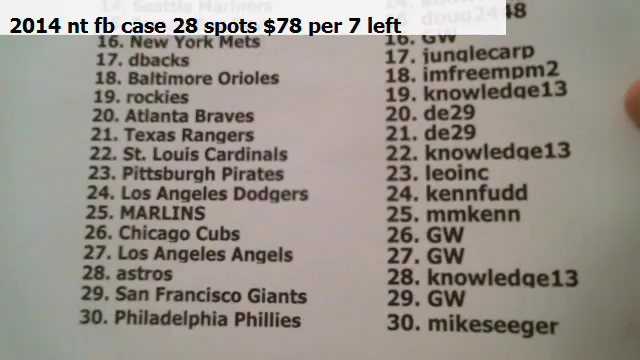 14. Seattle Mariners
2014 nt fb case 28 spots $78 per 7 left
16. New York Mets 16. GW
17. dbacks 17. junglecarp
18. Baltimore Orioles 18. imfreempm2
19. rockies 19. knowledge13
20. Atlanta Braves 20. de29
21. Texas Rangers 21. de29
22. St. Louis Cardinals 22. knowledge13
23. Pittsburgh Pirates 23. leoinc
24. Los Angeles Dodgers 24. kennfudd
25. MARLINS 25. mmkenn
26. Chicago Cubs 26. GW
27. Los Angeles Angels 27. GW
28. astros 28. knowledge13
29. San Francisco Giants 29. GW
30. Philadelphia Phillies 30. mikeseeger